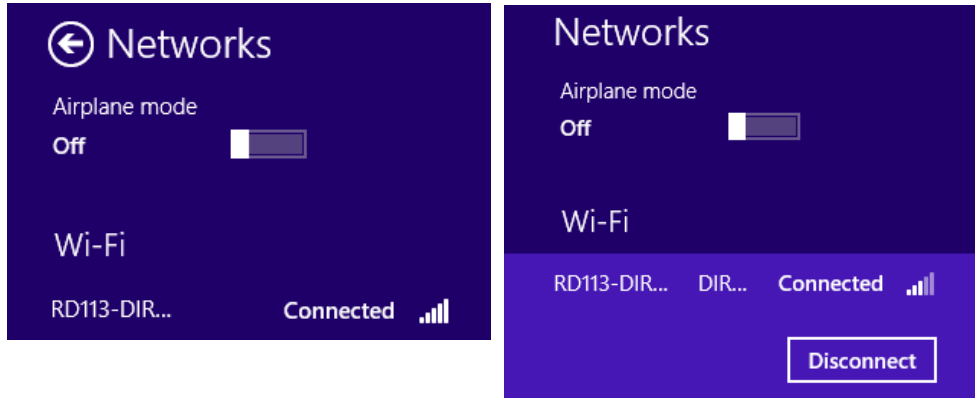 Networks
Airplane mode
Off
Wi-Fi
RD113-DIR... Connected
Networks
Airplane mode
Off
Wi-Fi
RD113-DIR... DIR... Connected
Disconnect